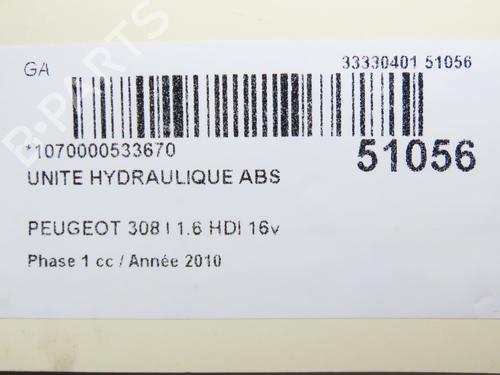 GA
33330401 51056
*1070000533670
51056
UNITE HYDRAULIQUE ABS
PEUGEOT 308 I 1.6 HDI 16v
Phase 1 cc / Année 2010
B-PARTS